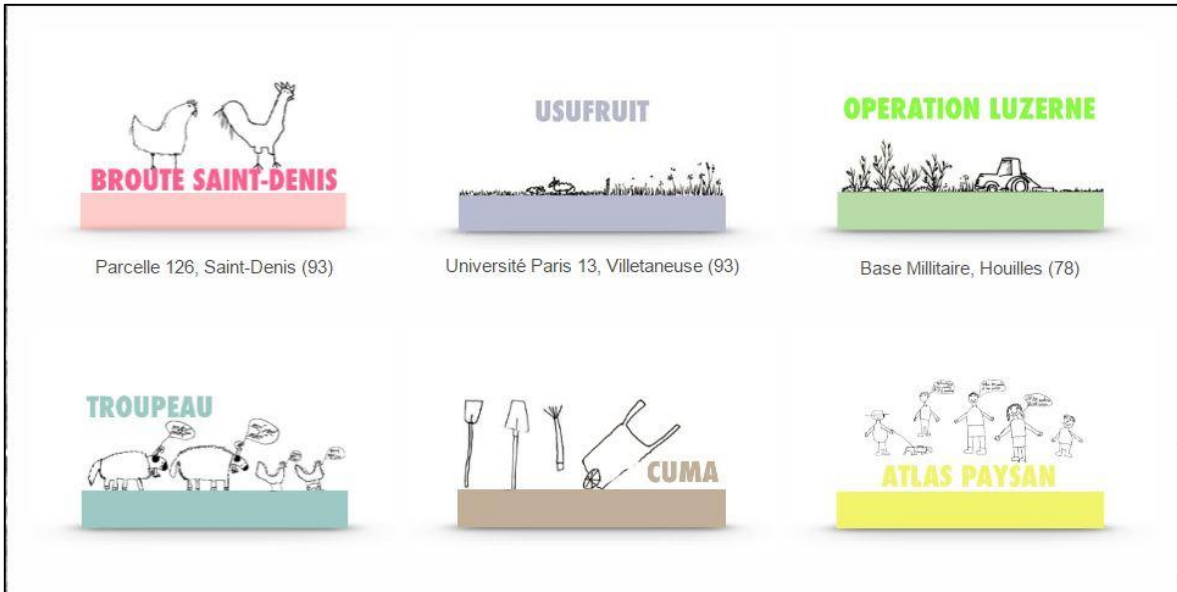 BROUTE SAINT-DENIS
USUFRUIT
OPERATION LUZERNE
Parcelle 126, Saint-Denis (93)
Université Paris 13, Villetaneuse (93)
Base Millitaire, Houilles (78)
TROUPEAU
CUMA
ATLAS PAYSAN